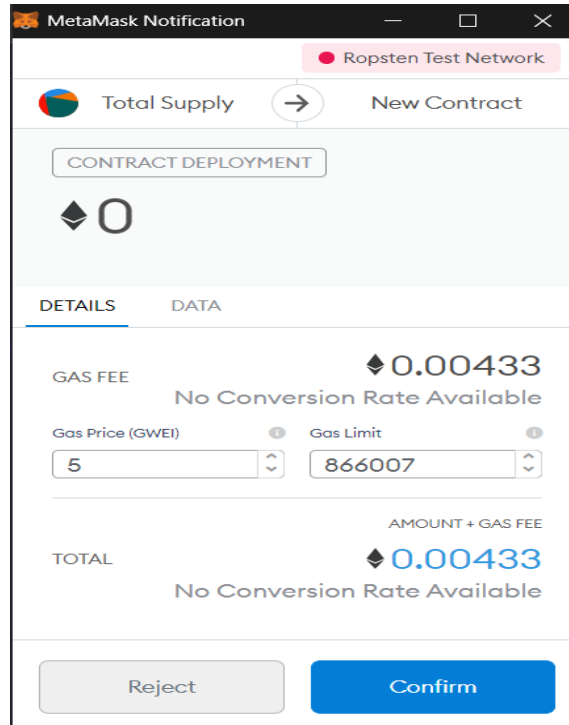 MetaMask Notification
Ropsten Test Network
Total Supply
New Contract
CONTRACT DEPLOYMENT
0
DETAILS DATA
GAS FEE
0.00433
No Conversion Rate Available
Gas Price (GWEI) Gas Limit
5 866007
AMOUNT + GAS FEE
TOTAL
0.00433
No Conversion Rate Available
Reject Confirm